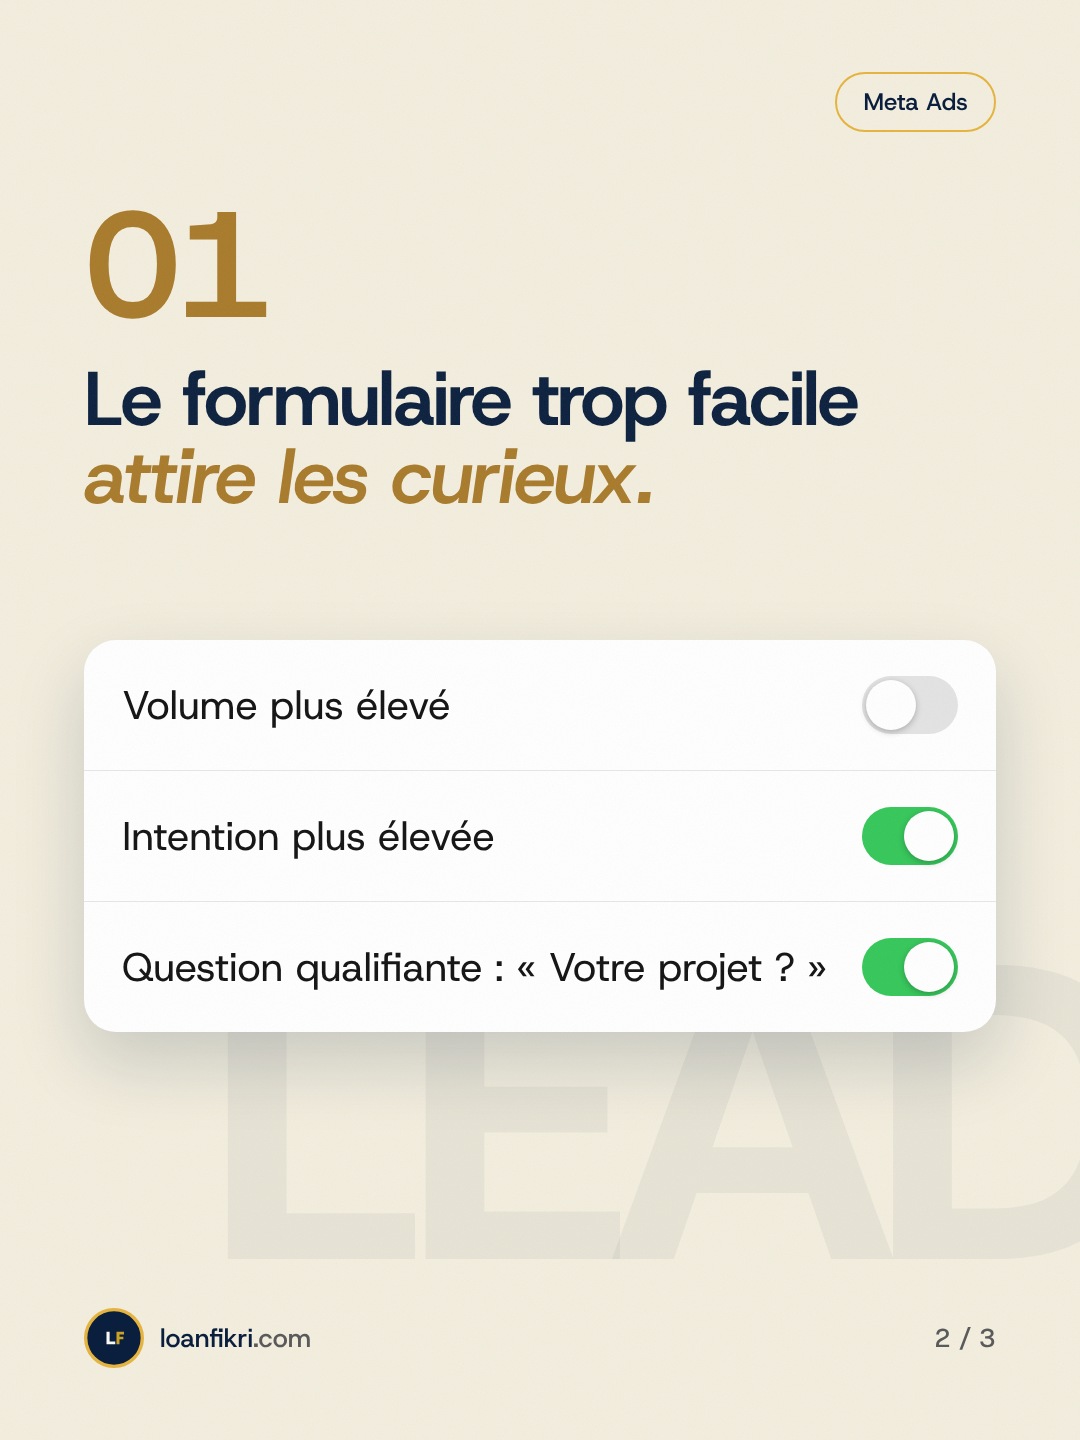 Meta Ads
01
Le formulaire trop facile
attire les curieux.
Volume plus élevé
Intention plus élevée
Question qualifiante : « Votre projet ? »
LEAD
LF
loanfikri.com
2 / 3